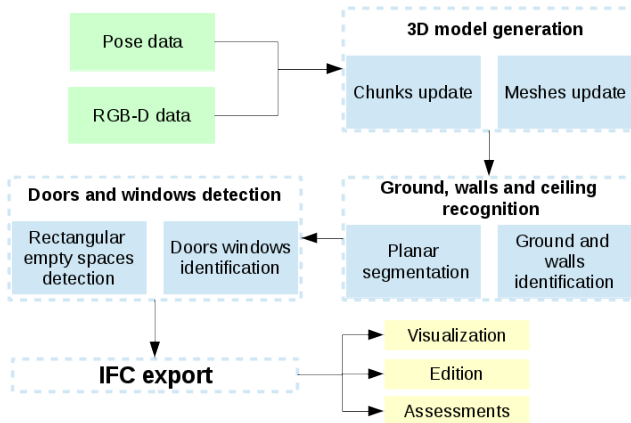 Pose data
RGB-D data
3D model generation
Chunks update
Meshes update
Ground, walls and ceiling
recognition
Planar
segmentation
Ground and
walls
identification
Doors and windows detection
Rectangular
empty spaces
detection
Doors windows
identification
IFC export
Visualization
Edition
Assessments